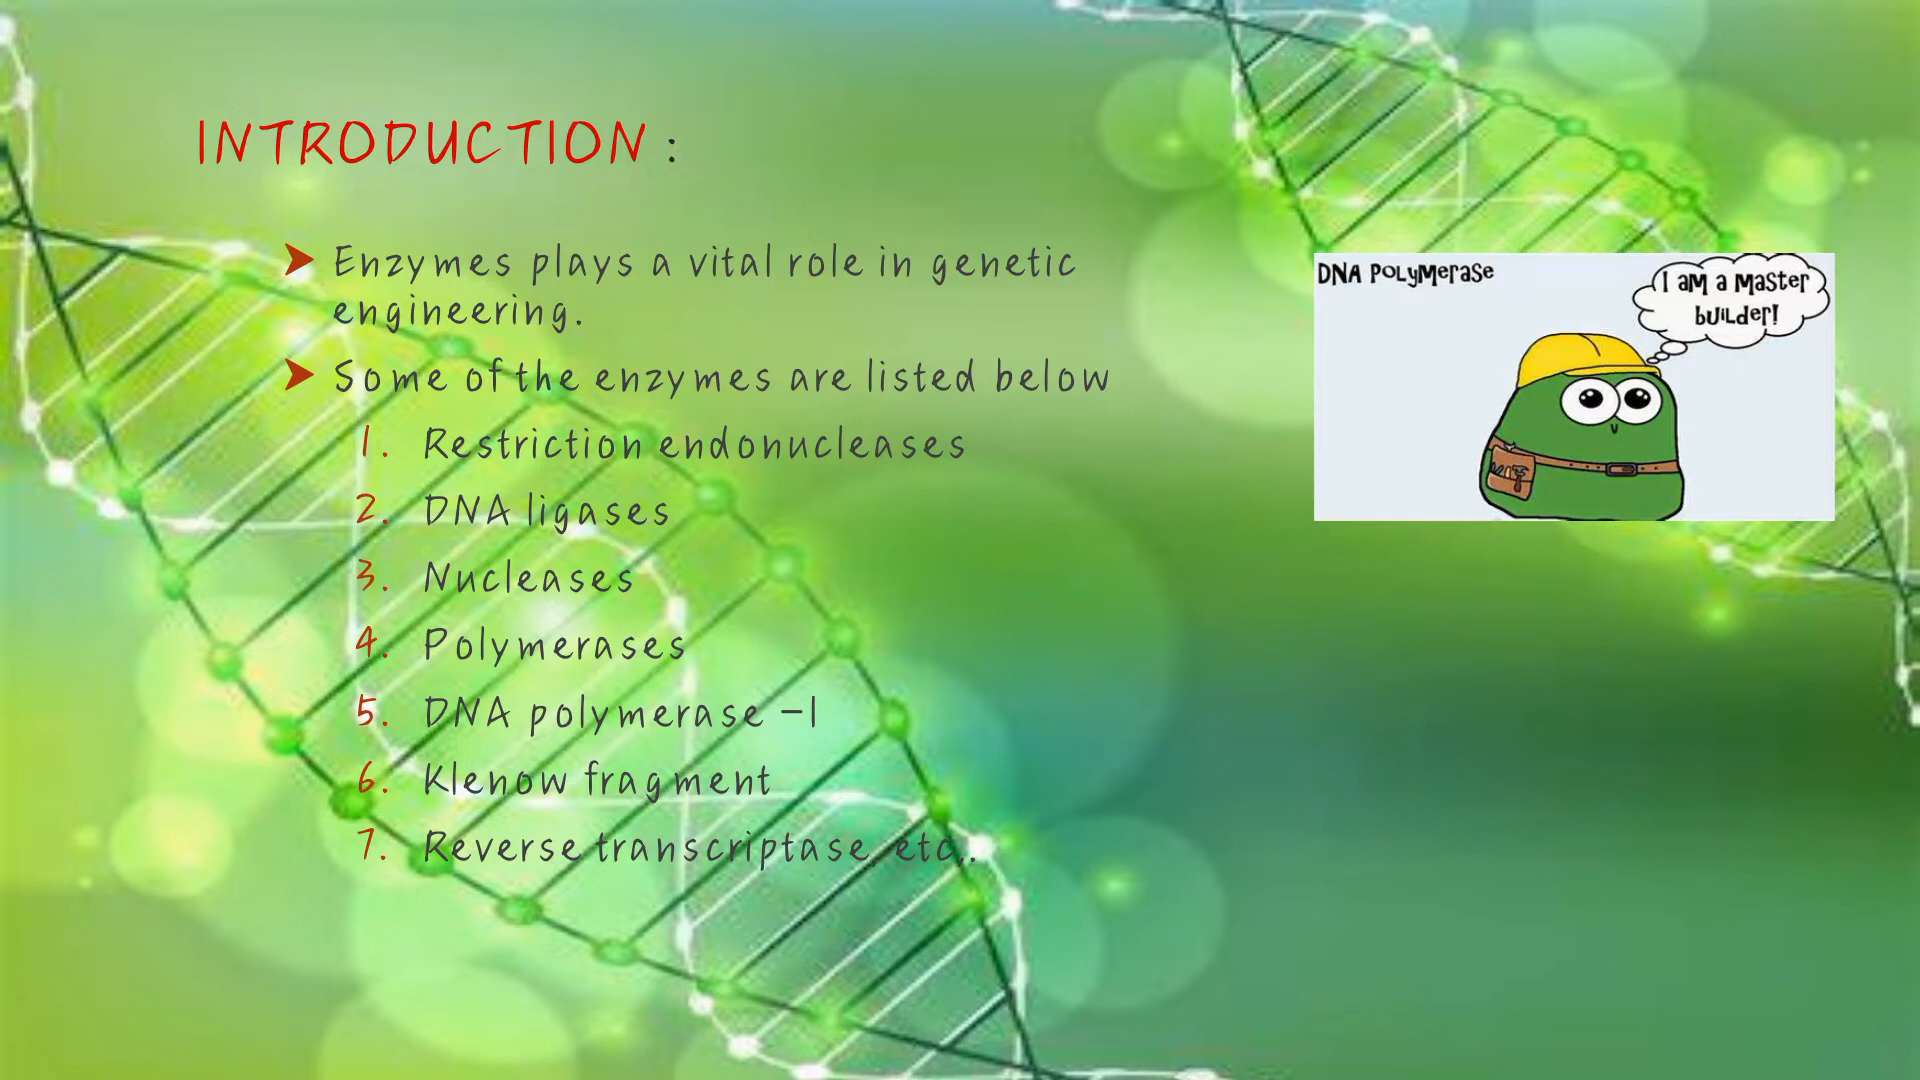 INTRODUCTION :
➤ Enzymes plays a vital role in genetic
engineering.
➤ Some of the enzymes are listed below
1. Restriction endonucleases
2. DNA ligases
3. Nucleases
4. Polymerases
5. DNA polymerase –I
6. Klenow fragment
7. Reverse transcriptase, etc..
DNA POLYMERASE
I AM A MASTER
BUILDER!